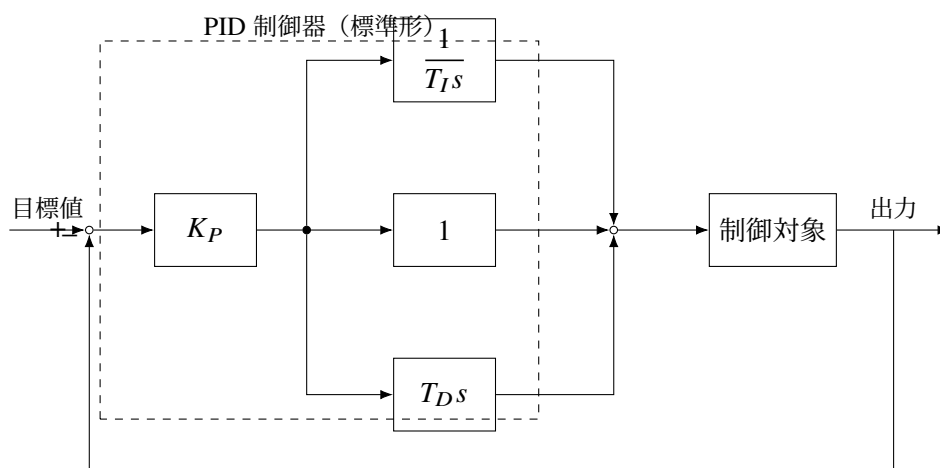 PID 制御器（標準形）
1
T_I s
目標値
+
−
K_P
1
制御対象
出力
T_D s